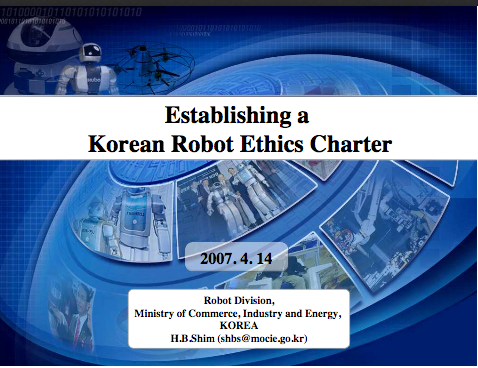 Establishing a
Korean Robot Ethics Charter
2007. 4. 14
Robot Division,
Ministry of Commerce, Industry and Energy,
KOREA
H.B.Shim (shbs@mocie.go.kr)